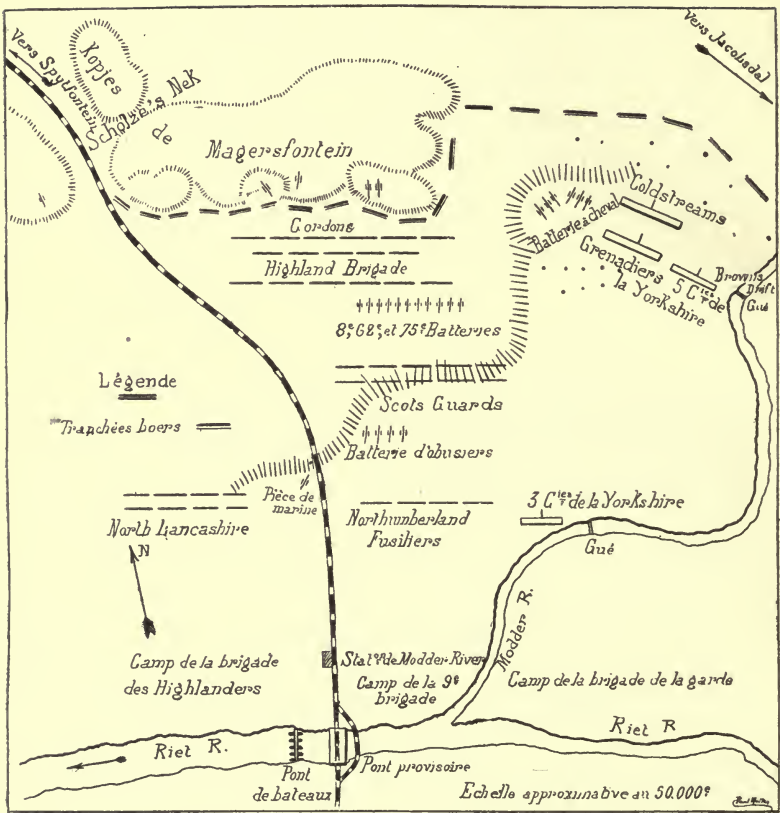 Vers Spytfontein
Kopjes
Scholze's Nek
de
Magersfontein
Vers Jacobsdal
Gordons
Highland Brigade
8e, 62e, et 75e Batteries
Batterie à cheval
Coldstreams
Grenadiers
5 Cies de
la Yorkshire
Brown's
Drift
Gué
Légende
Tranchées boers
Scots Guards
Batterie d'obusiers
Pièce de
marine
North Lancashire
Northumberland
Fusiliers
3 Cies de la Yorkshire
Gué
N
Modder R.
Camp de la brigade
des Highlanders
Staton de Modder River
Camp de la 9e
brigade
Camp de la brigade de la garde
Riet R.
Riet R
Pont
de bateaux
Pont provisoire
Echelle approximative au 50.000e